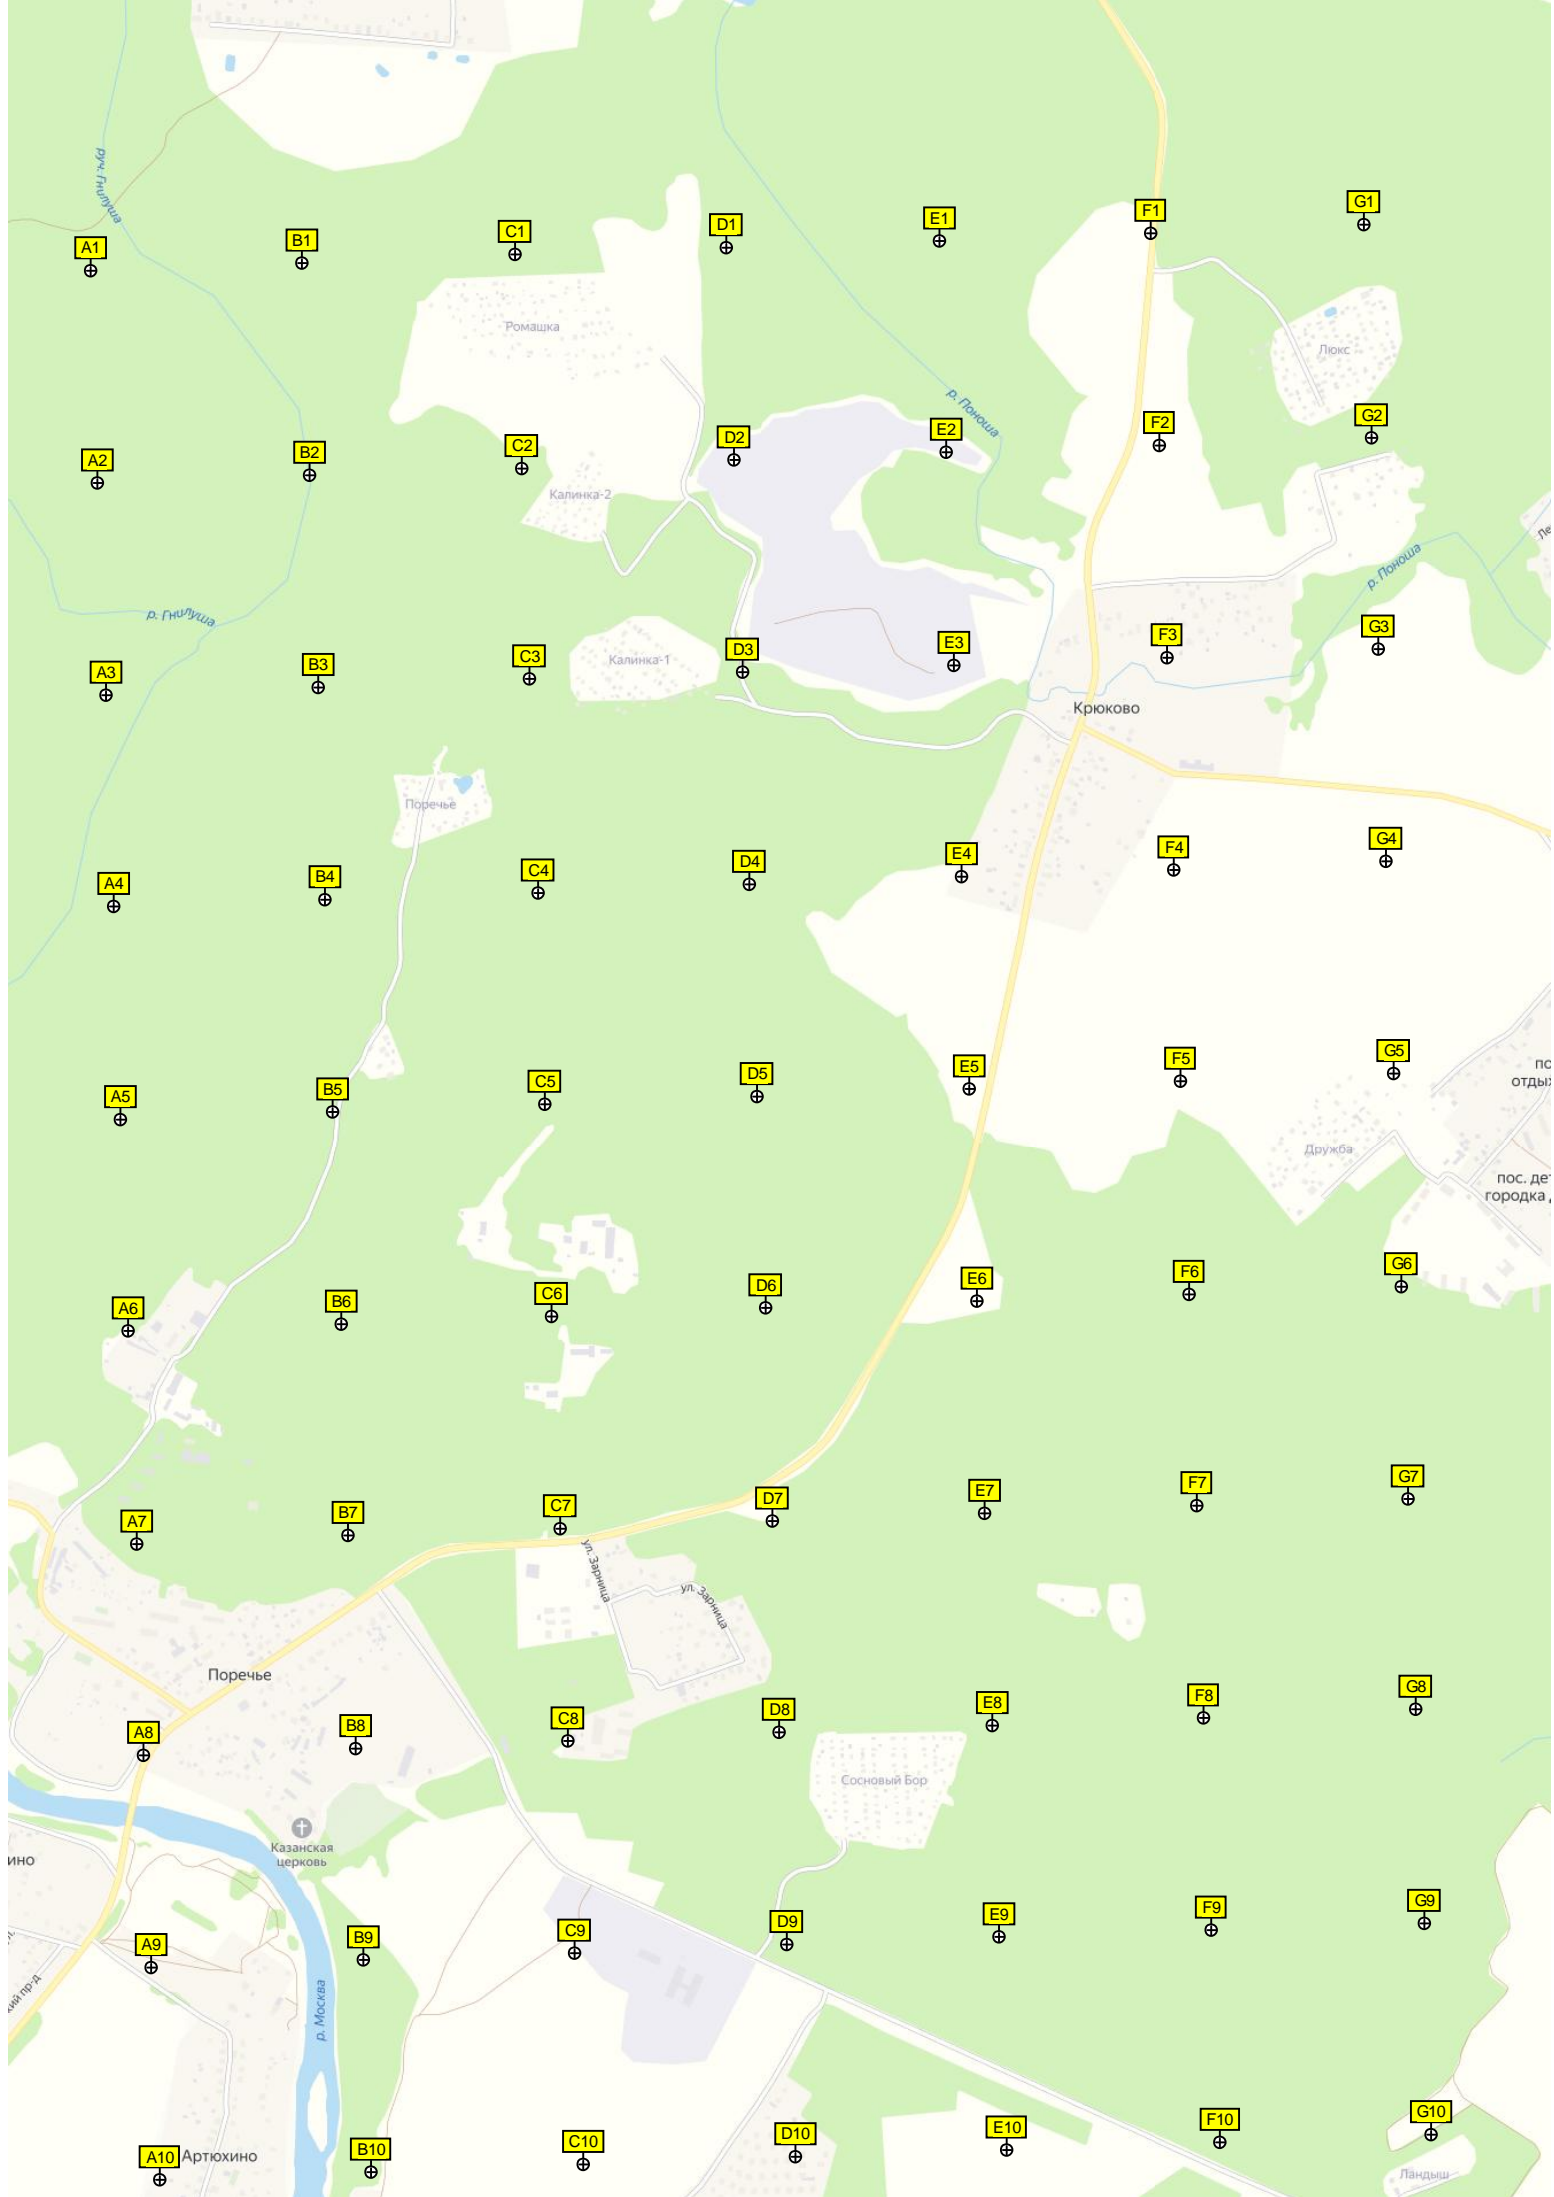 руч. Гнилуша
A1
B1
C1
D1
E1
F1
G1
Ромашка
Люкс
р. Поноша
A2
B2
C2
D2
E2
F2
G2
Калинка-2
р. Поноша
р. Гнилуша
A3
B3
C3
Калинка-1
D3
E3
F3
G3
Крюково
Поречье
A4
B4
C4
D4
E4
F4
G4
A5
B5
C5
D5
E5
F5
G5
отды
Дружба
пос. де
городка
A6
B6
C6
D6
E6
F6
G6
A7
B7
C7
D7
E7
F7
G7
ул. Зарница
ул. Зарница
Поречье
A8
B8
C8
D8
E8
F8
G8
Сосновый Бор
Казанская
церковь
ино
A9
B9
C9
D9
E9
F9
G9
кий пр-д
р. Москва
A10
Артюхино
B10
C10
D10
E10
F10
G10
Ландыш